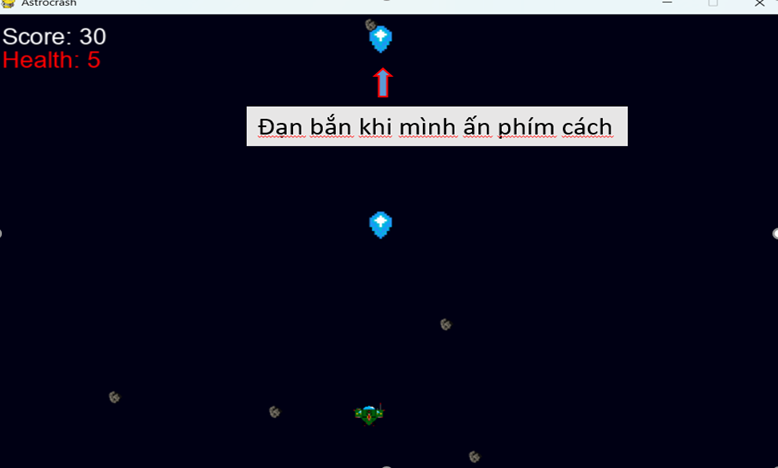 Astrocrash
Score: 30
Health: 5
Đạn bắn khi mình ấn phím cách